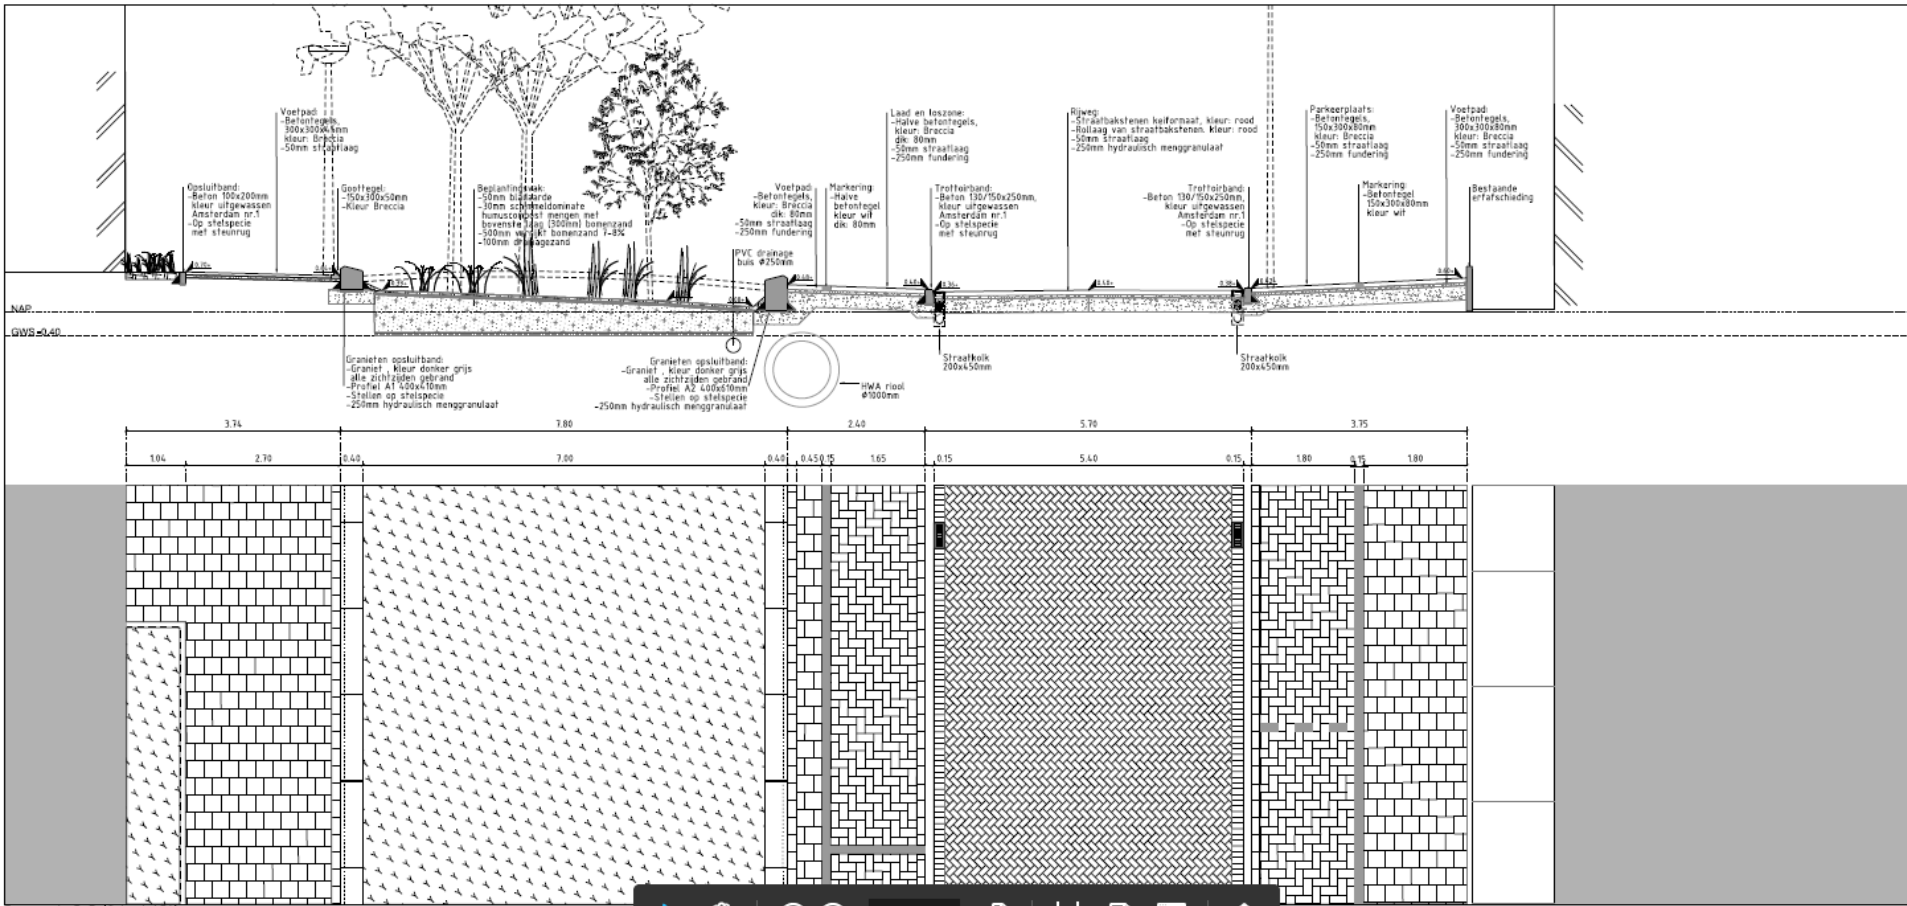 Voetpad:
-Betontegels,
300x300x45mm
kleur: Breccia
-50mm straatlaag
Laad en loszone:
-Halve betontegels,
kleur: Breccia
dik: 80mm
-50mm straatlaag
-250mm fundering
Rijweg:
-Straatbakstenen keiformaat, kleur: rood
-Rollaag van straatbakstenen. kleur: rood
-50mm straatlaag
-250mm hydraulisch menggranulaat
Parkeerplaats:
-Betontegels,
150x300x80mm
kleur: Breccia
-50mm straatlaag
-250mm fundering
Voetpad:
-Betontegels,
300x300x80mm
kleur: Breccia
-50mm straatlaag
-250mm fundering
Opsluitband:
-Beton 100x200mm
kleur uitgewassen
Amsterdam nr.1
-Op stelspecie
met steunrug
Goottegel:
-150x300x50mm
-Kleur Breccia
Beplantingsvak:
-50mm bladaarde
-30mm schimmeldominate
humuscompost mengen met
bovenste laag (300mm) bomenzand
-500mm verrijkt bomenzand 7-8%
-100mm drainagezand
Voetpad:
-Betontegels,
kleur: Breccia
dik: 80mm
-50mm straatlaag
-250mm fundering
Markering:
-Halve
betontegel
kleur wit
dik: 80mm
Trottoirband:
-Beton 130/150x250mm,
kleur uitgewassen
Amsterdam nr.1
-Op stelspecie
met steunrug
Trottoirband:
-Beton 130/150x250mm,
kleur uitgewassen
Amsterdam nr.1
-Op stelspecie
met steunrug
Markering:
-Betontegel
150x300x80mm
kleur wit
Bestaande
erfafscheiding
PVC drainage
buis ø250mm
NAP
GWS -0.40
Granieten opsluitband:
-Graniet , kleur donker grijs
alle zichtzijden gebrand
-Profiel A1 400x410mm
-Stellen op stelspecie
-250mm hydraulisch menggranulaat
Granieten opsluitband:
-Graniet , kleur donker grijs
alle zichtzijden gebrand
-Profiel A2 400x610mm
-Stellen op stelspecie
-250mm hydraulisch menggranulaat
HWA riool
ø1000mm
Straatkolk
200x450mm
Straatkolk
200x450mm
3.74 7.80 2.40 5.70 3.75
1.04 2.70 0.40 7.00 0.40 0.45 0.15 1.65 0.15 5.40 0.15 1.80 0.15 1.80